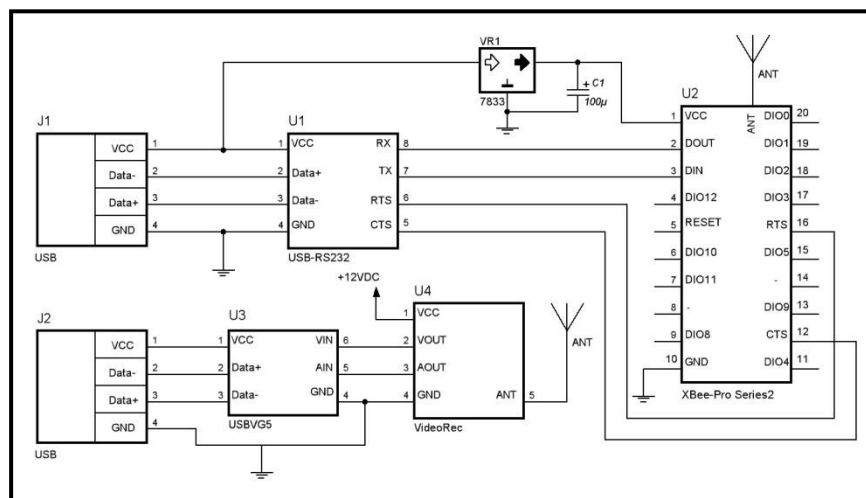 VR1
7833
+ C1
100µ
ANT
U2
ANT
1 VCC DIO0 20
2 DOUT DIO1 19
3 DIN DIO2 18
4 DIO12 DIO3 17
5 RESET RTS 16
6 DIO10 DIO5 15
7 DIO11 - 14
8 - DIO9 13
9 DIO8 CTS 12
10 GND DIO4 11
XBee-Pro Series2
J1
VCC 1
Data- 2
Data+ 3
GND 4
USB
U1
1 VCC RX 8
2 Data+ TX 7
3 Data- RTS 6
4 GND CTS 5
USB-RS232
+12VDC
J2
VCC 1
Data- 2
Data+ 3
GND 4
USB
U3
1 VCC VIN 6
2 Data+ AIN 5
3 Data- GND 4
USBVG5
U4
1 VCC
2 VOUT
3 AOUT
4 GND
ANT 5
VideoRec
ANT